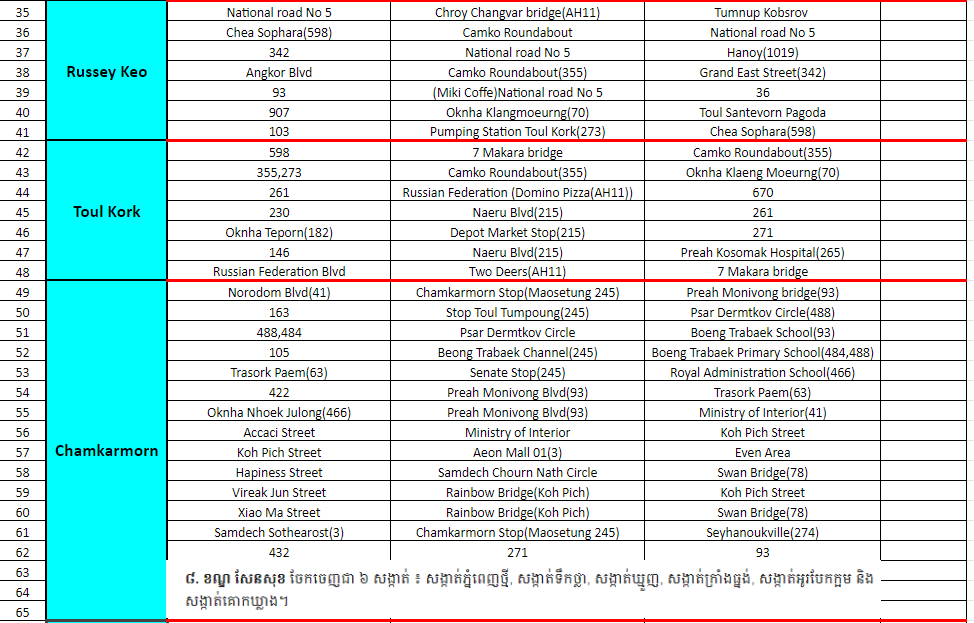 35 National road No 5 Chroy Changvar bridge(AH11) Tumnup Kobsrov
36 Chea Sophara(598) Camko Roundabout National road No 5
37 342 National road No 5 Hanoy(1019)
Russey Keo
38 Angkor Blvd Camko Roundabout(355) Grand East Street(342)
39 93 (Miki Coffe)National road No 5 36
40 907 Oknha Klangmoeurng(70) Toul Santevorn Pagoda
41 103 Pumping Station Toul Kork(273) Chea Sophara(598)
42 598 7 Makara bridge Camko Roundabout(355)
43 355,273 Camko Roundabout(355) Oknha Klaeng Moeurng(70)
44 261 Russian Federation (Domino Pizza(AH11)) 670
45 Toul Kork 230 Naeru Blvd(215) 261
46 Oknha Teporn(182) Depot Market Stop(215) 271
47 146 Naeru Blvd(215) Preah Kosomak Hospital(265)
48 Russian Federation Blvd Two Deers(AH11) 7 Makara bridge
49 Norodom Blvd(41) Chamkarmorn Stop(Maosetung 245) Preah Monivong bridge(93)
50 163 Stop Toul Tumpoung(245) Psar Dermtkov Circle(488)
51 488,484 Psar Dermtkov Circle Boeng Trabaek School(93)
52 105 Beong Trabaek Channel(245) Boeng Trabaek Primary School(484,488)
53 Trasork Paem(63) Senate Stop(245) Royal Administration School(466)
54 422 Preah Monivong Blvd(93) Trasork Paem(63)
55 Oknha Nhoek Julong(466) Preah Monivong Blvd(93) Ministry of Interior(41)
56 Accaci Street Ministry of Interior Koh Pich Street
57 Chamkarmorn Koh Pich Street Aeon Mall 01(3) Even Area
58 Hapiness Street Samdech Chourn Nath Circle Swan Bridge(78)
59 Vireak Jun Street Rainbow Bridge(Koh Pich) Koh Pich Street
60 Xiao Ma Street Rainbow Bridge(Koh Pich) Swan Bridge(78)
61 Samdech Sothearost(3) Chamkarmorn Stop(Maosetung 245) Seyhanoukville(274)
62 432 271 93
63 ៨. ខណ្ឌ សែនសុខ ចែកចេញជា ៦ សង្កាត់ ៖ សង្កាត់ភ្នំពេញថ្មី, សង្កាត់ទឹកថ្លា, សង្កាត់ឃ្មួញ, សង្កាត់ក្រាំងធ្នង់, សង្កាត់អូរបែកក្អម និង
64 សង្កាត់គោកឃ្លាង។
65